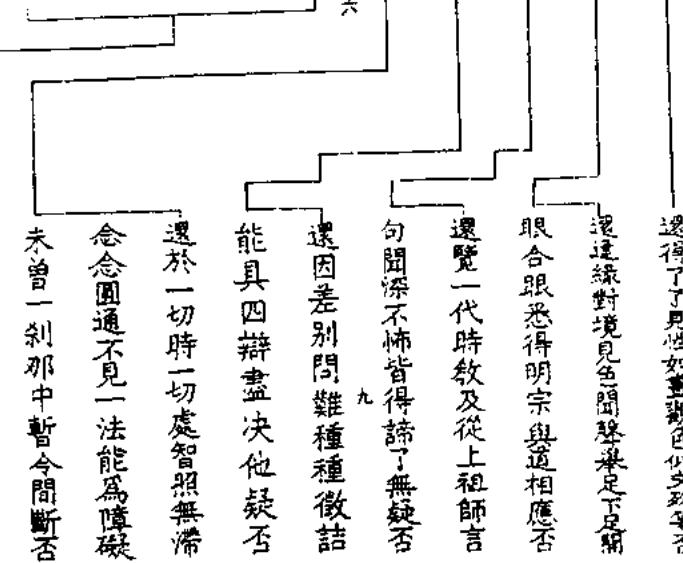 六
還得了了見性如晝觀色似文殊等否
還逢緣對境見色聞聲舉足下足開
眼合眼悉得明宗與道相應否
還覽一代時教及從上祖師言
句聞深不怖皆得諦了無疑否
九
還因差別問難種種徵詰
能具四辯盡決他疑否
還於一切時一切處智照無滯
念念圓通不見一法能爲障礙
未曾一刹那中暫令間斷否